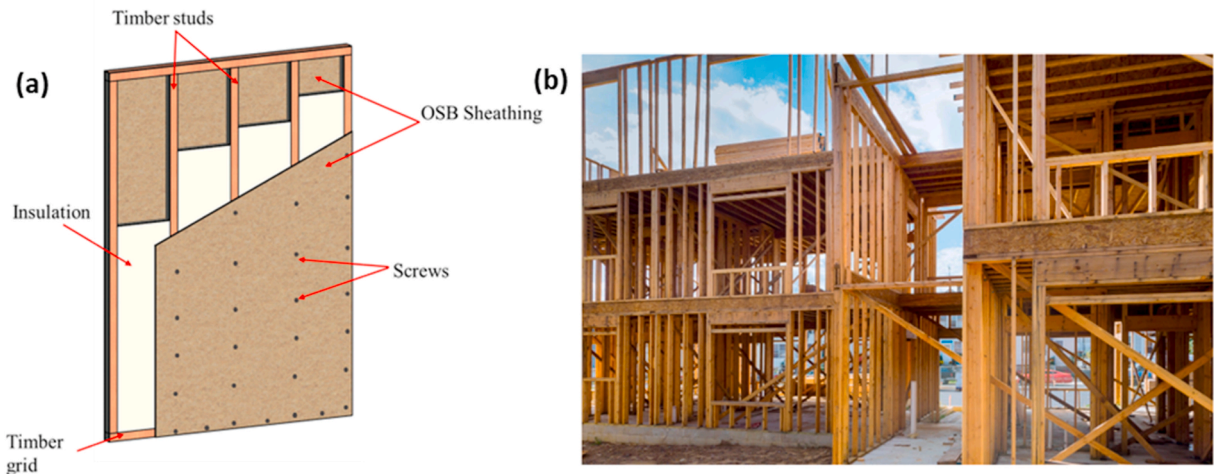 Timber studs
(a)
(b)
OSB Sheathing
Insulation
Screws
Timber
grid